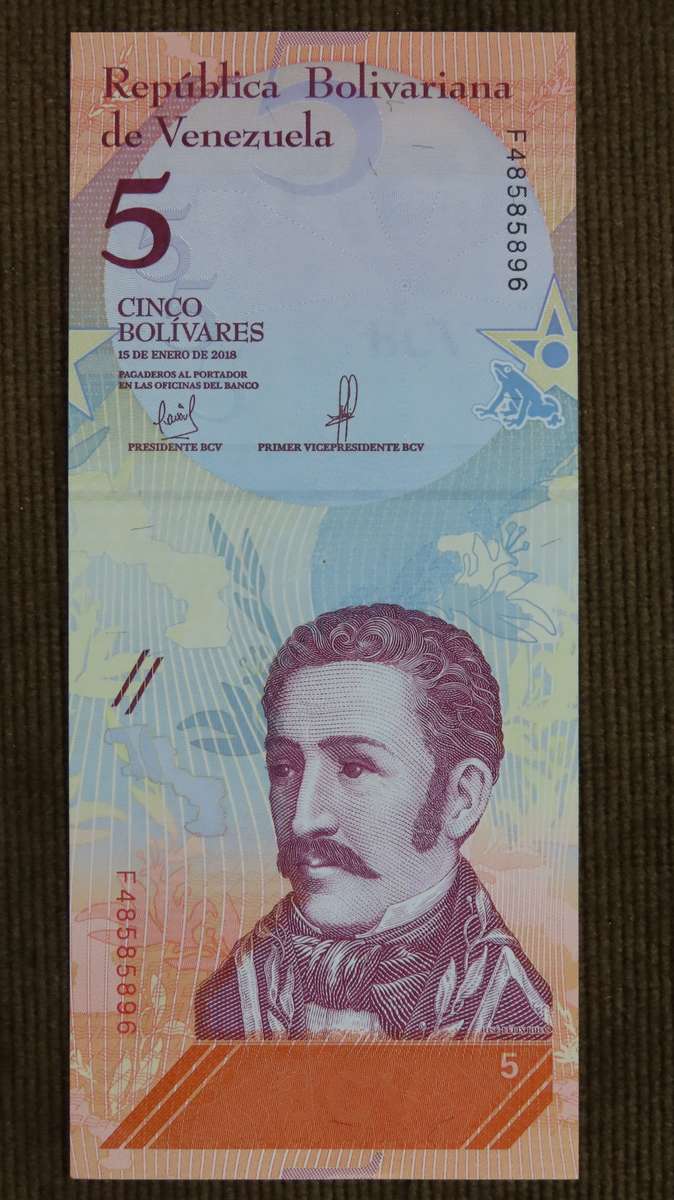 República Bolivariana
de Venezuela
F48585896
5
CINCO
BOLÍVARES
15 DE ENERO DE 2018
PAGADEROS AL PORTADOR
EN LAS OFICINAS DEL BANCO
PRESIDENTE BCV
PRIMER VICEPRESIDENTE BCV
F48585896
5